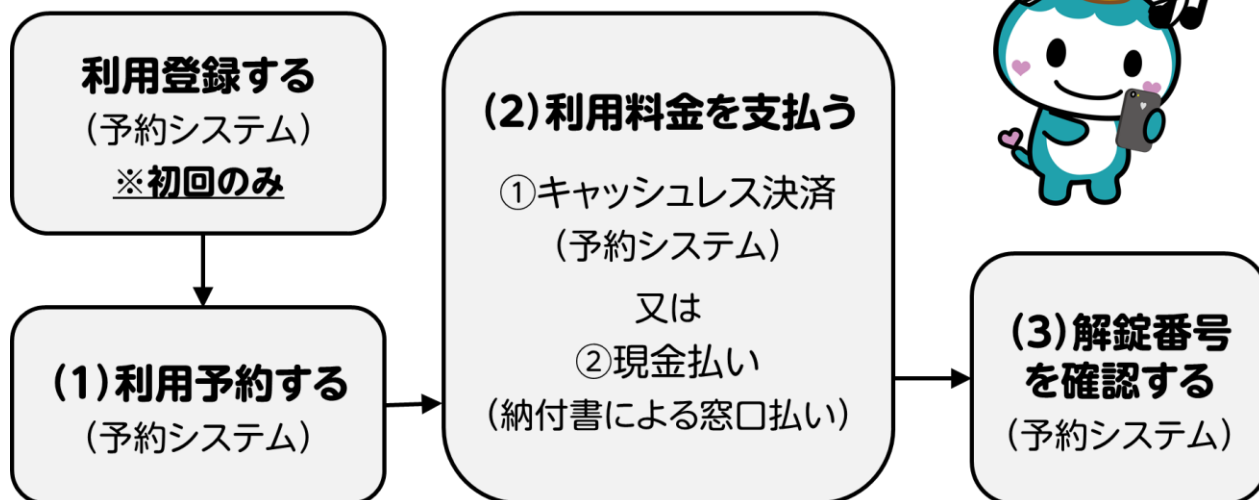 利用登録する
（予約システム）
※初回のみ
(1)利用予約する
（予約システム）
(2)利用料金を支払う
①キャッシュレス決済
（予約システム）
又は
②現金払い
（納付書による窓口払い）
(3)解錠番号
を確認する
（予約システム）